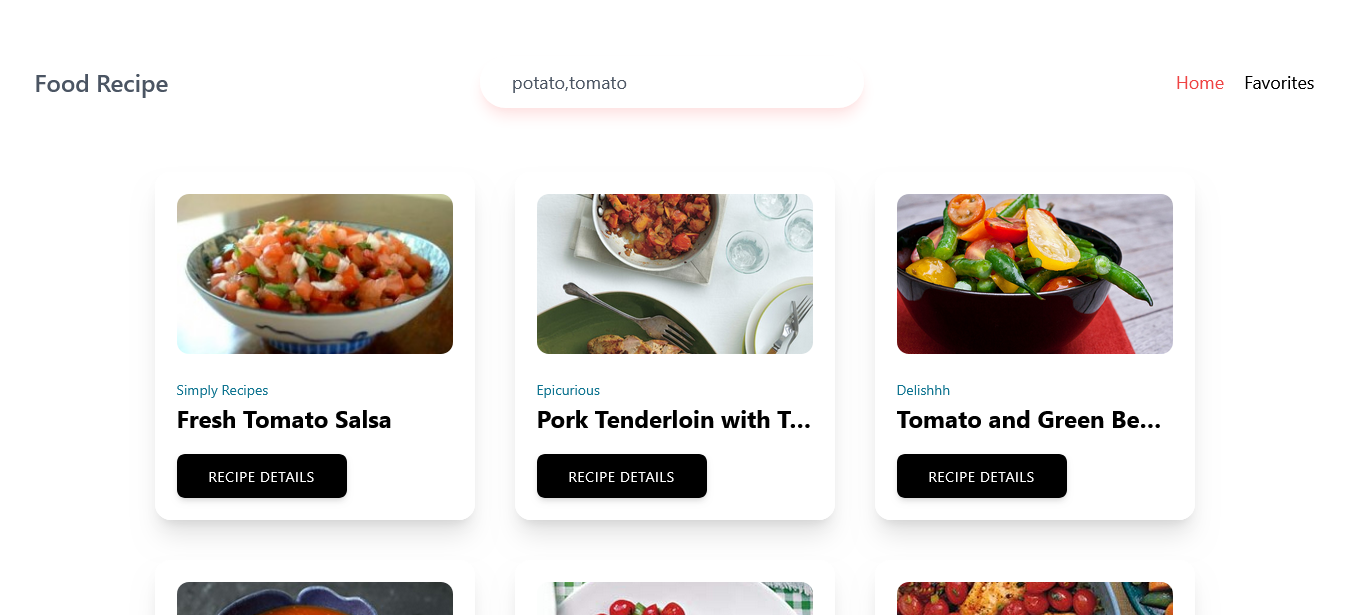 Food Recipe
potato,tomato
Home
Favorites
Simply Recipes
Fresh Tomato Salsa
RECIPE DETAILS
Epicurious
Pork Tenderloin with T...
RECIPE DETAILS
Delishhh
Tomato and Green Be...
RECIPE DETAILS